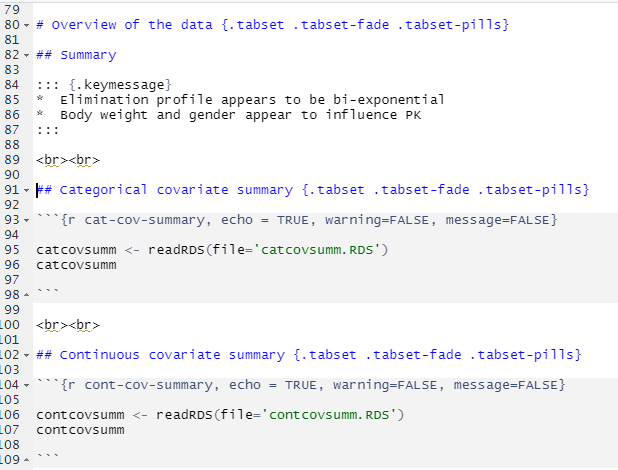 79
80 # Overview of the data {.tabset .tabset-fade .tabset-pills}
81
82 ## Summary
83
84 ::: {.keymessage}
85 *  Elimination profile appears to be bi-exponential
86 *  Body weight and gender appear to influence PK
87 :::
88
89 <br><br>
90
91 ## Categorical covariate summary {.tabset .tabset-fade .tabset-pills}
92
93 ```{r cat-cov-summary, echo = TRUE, warning=FALSE, message=FALSE}
94
95 catcovsumm <- readRDS(file='catcovsumm.RDS')
96 catcovsumm
97
98 ```
99
100 <br><br>
101
102 ## Continuous covariate summary {.tabset .tabset-fade .tabset-pills}
103
104 ```{r cont-cov-summary, echo = TRUE, warning=FALSE, message=FALSE}
105
106 contcovsumm <- readRDS(file='contcovsumm.RDS')
107 contcovsumm
108
109 ```